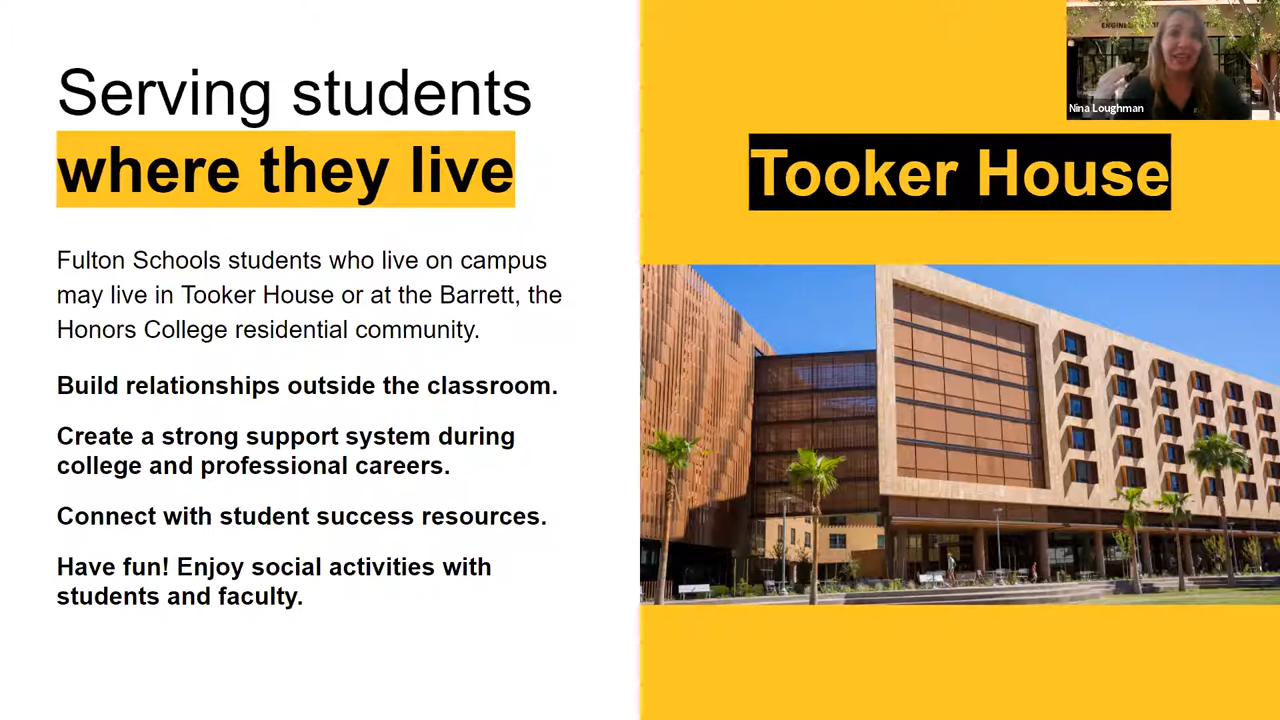 Serving students
where they live
Fulton Schools students who live on campus
may live in Tooker House or at the Barrett, the
Honors College residential community.
Build relationships outside the classroom.
Create a strong support system during
college and professional careers.
Connect with student success resources.
Have fun! Enjoy social activities with
students and faculty.
Nina Loughman
Tooker House